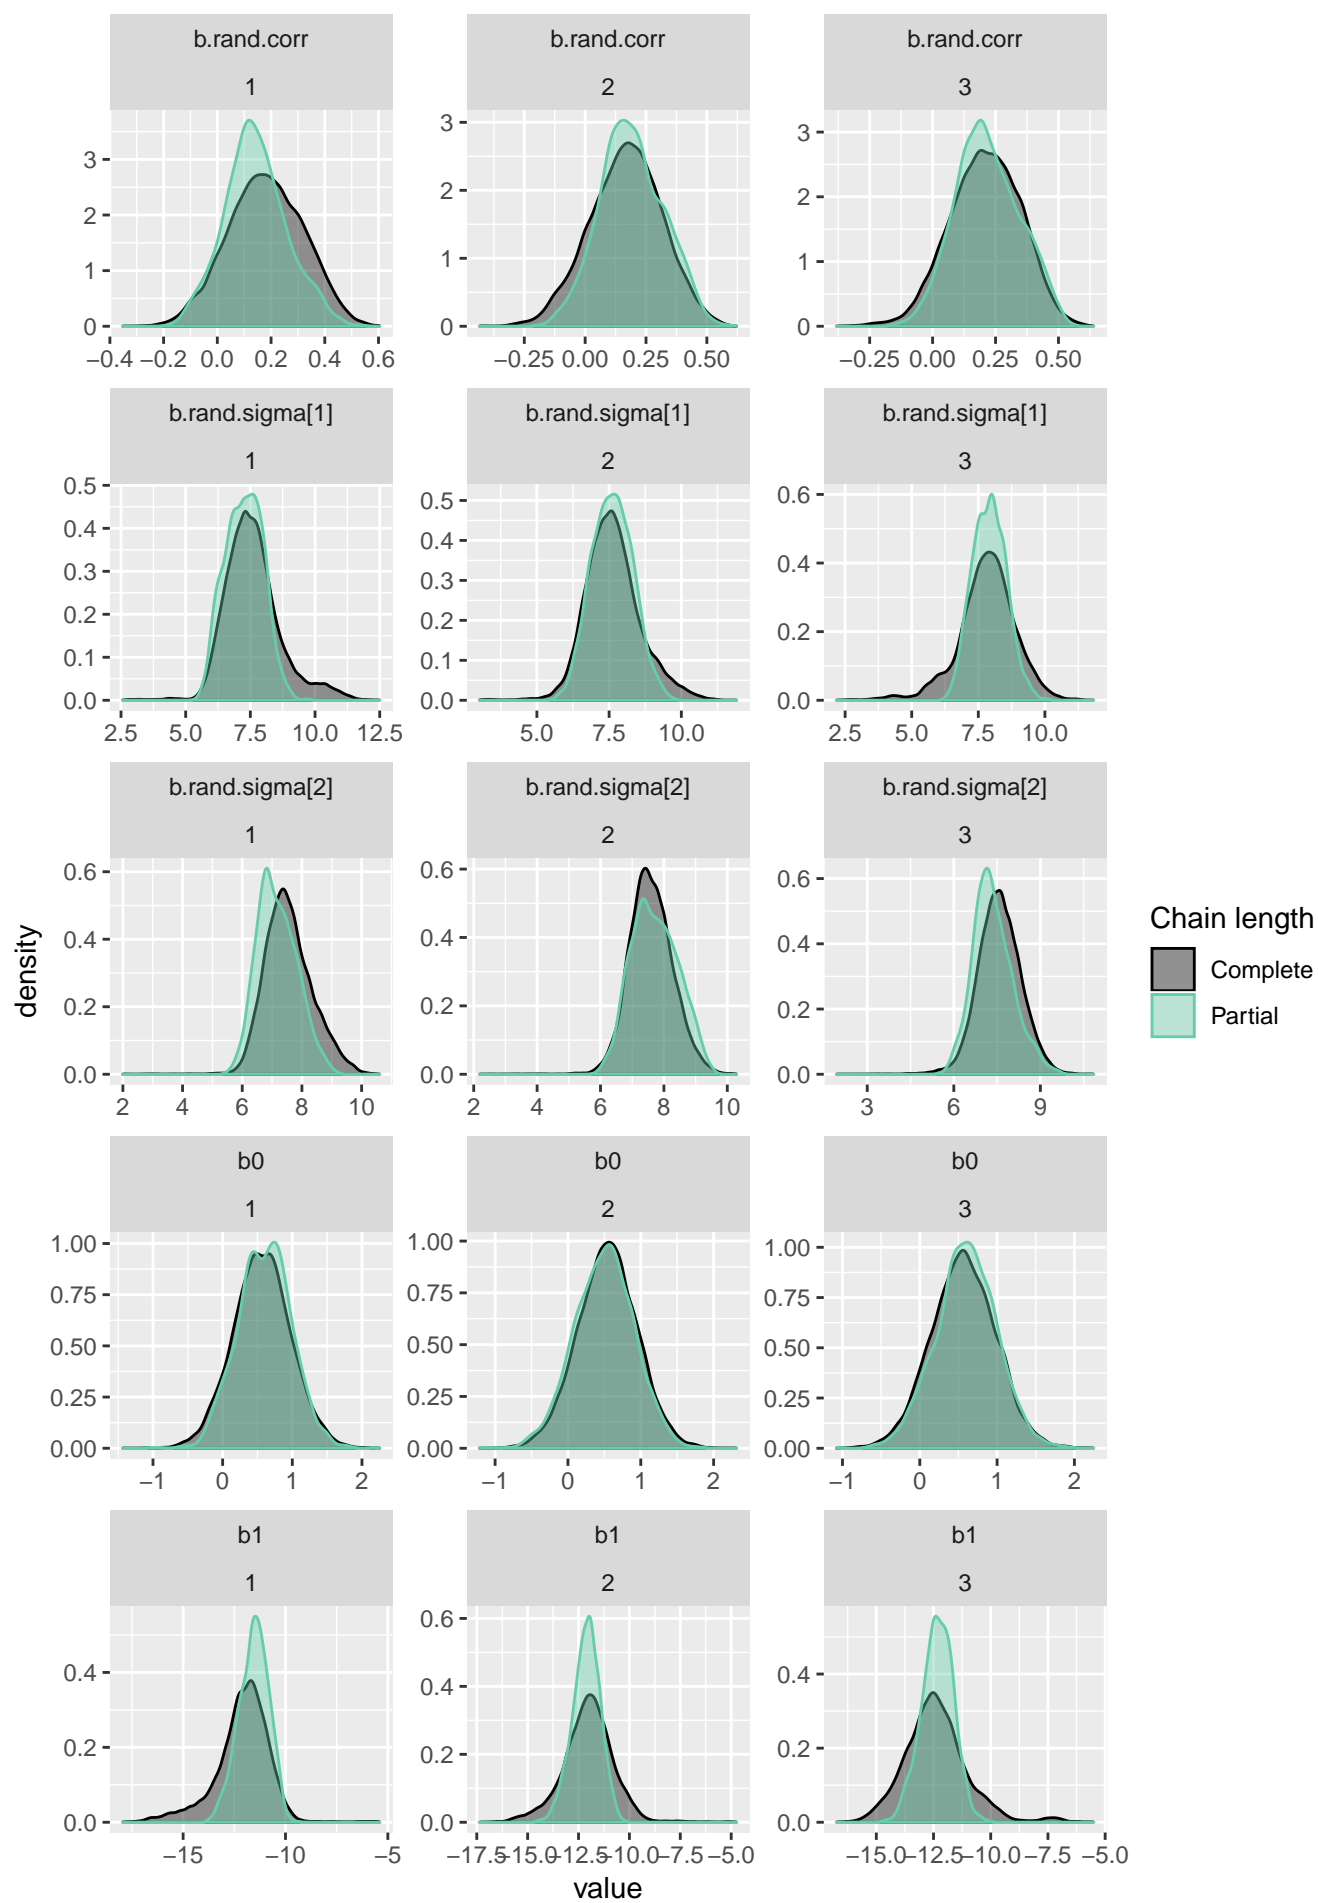 b.rand.corr b.rand.corr b.rand.corr
1 2 3
3
2
1
0
−0.4 −0.2 0.0 0.2 0.4 0.6
3
2
1
0
−0.25 0.00 0.25 0.50
3
2
1
0
−0.25 0.00 0.25 0.50
b.rand.sigma[1] b.rand.sigma[1] b.rand.sigma[1]
1 2 3
0.5
0.4
0.3
0.2
0.1
0.0
2.5 5.0 7.5 10.0 12.5
0.5
0.4
0.3
0.2
0.1
0.0
5.0 7.5 10.0
0.6
0.4
0.2
0.0
2.5 5.0 7.5 10.0
b.rand.sigma[2] b.rand.sigma[2] b.rand.sigma[2]
1 2 3
0.6
0.4
0.2
0.0
2 4 6 8 10
0.6
0.4
0.2
0.0
2 4 6 8 10
0.6
0.4
0.2
0.0
3 6 9
b0 b0 b0
1 2 3
1.00
0.75
0.50
0.25
0.00
−1 0 1 2
1.00
0.75
0.50
0.25
0.00
−1 0 1 2
1.00
0.75
0.50
0.25
0.00
−1 0 1 2
b1 b1 b1
1 2 3
0.4
0.2
0.0
−15 −10 −5
0.6
0.4
0.2
0.0
−17.5 −15.0 −12.5 −10.0 −7.5 −5.0
0.4
0.2
0.0
−15.0 −12.5 −10.0 −7.5 −5.0
value
density
Chain length
Complete
Partial